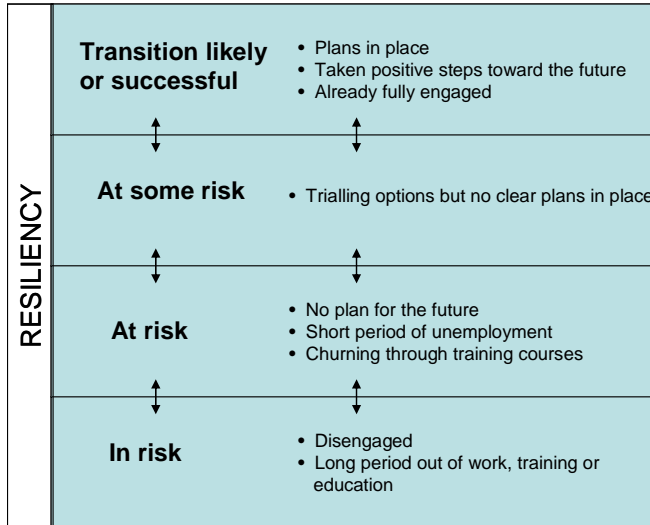 RESILIENCY
Transition likely
or successful
• Plans in place
• Taken positive steps toward the future
• Already fully engaged
At some risk
• Trialling options but no clear plans in place
At risk
• No plan for the future
• Short period of unemployment
• Churning through training courses
In risk
• Disengaged
• Long period out of work, training or
education